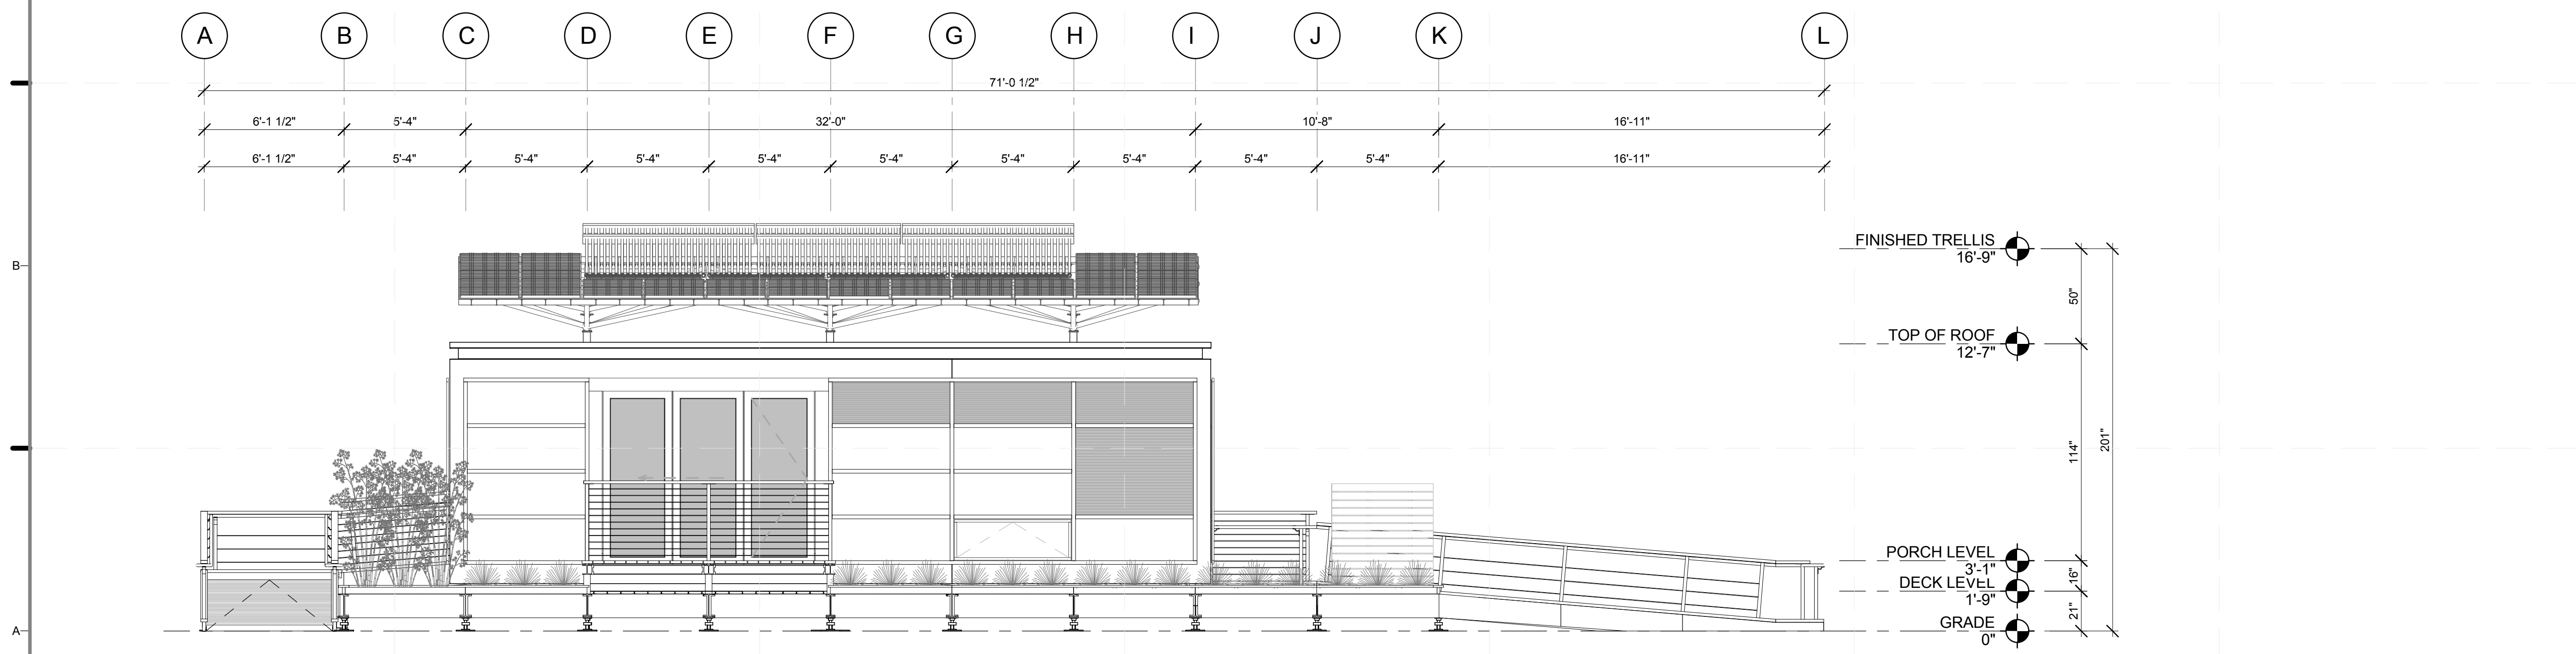 A B C D E F G H I J K L
71'-0 1/2"
6'-1 1/2" 5'-4" 32'-0" 10'-8" 16'-11"
6'-1 1/2" 5'-4" 5'-4" 5'-4" 5'-4" 5'-4" 5'-4" 5'-4" 5'-4" 5'-4" 16'-11"
FINISHED TRELLIS
16'-9"
B
50"
TOP OF ROOF
12'-7"
114"
201"
PORCH LEVEL
3'-1"
16"
DECK LEVEL
1'-9"
21"
GRADE
0"
A